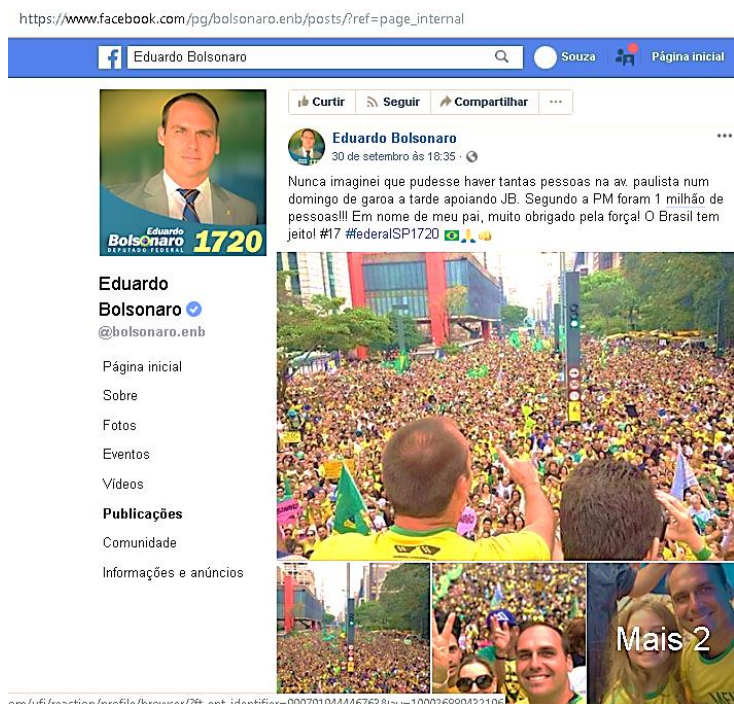 https://www.facebook.com/pg/bolsonaro.enb/posts/?ref=page_internal
f Eduardo Bolsonaro Souza Página inicial
Curtir Seguir Compartilhar ...
Eduardo Bolsonaro
30 de setembro às 18:35 ·
Nunca imaginei que pudesse haver tantas pessoas na av. paulista num
domingo de garoa a tarde apoiando JB. Segundo a PM foram 1 milhão de
pessoas!!! Em nome de meu pai, muito obrigado pela força! O Brasil tem
jeito! #17 #federalSP1720
Eduardo
Bolsonaro 1720
DEPUTADO FEDERAL
Eduardo
Bolsonaro
@bolsonaro.enb
Página inicial
Sobre
Fotos
Eventos
Vídeos
Publicações
Comunidade
Informações e anúncios
Mais 2